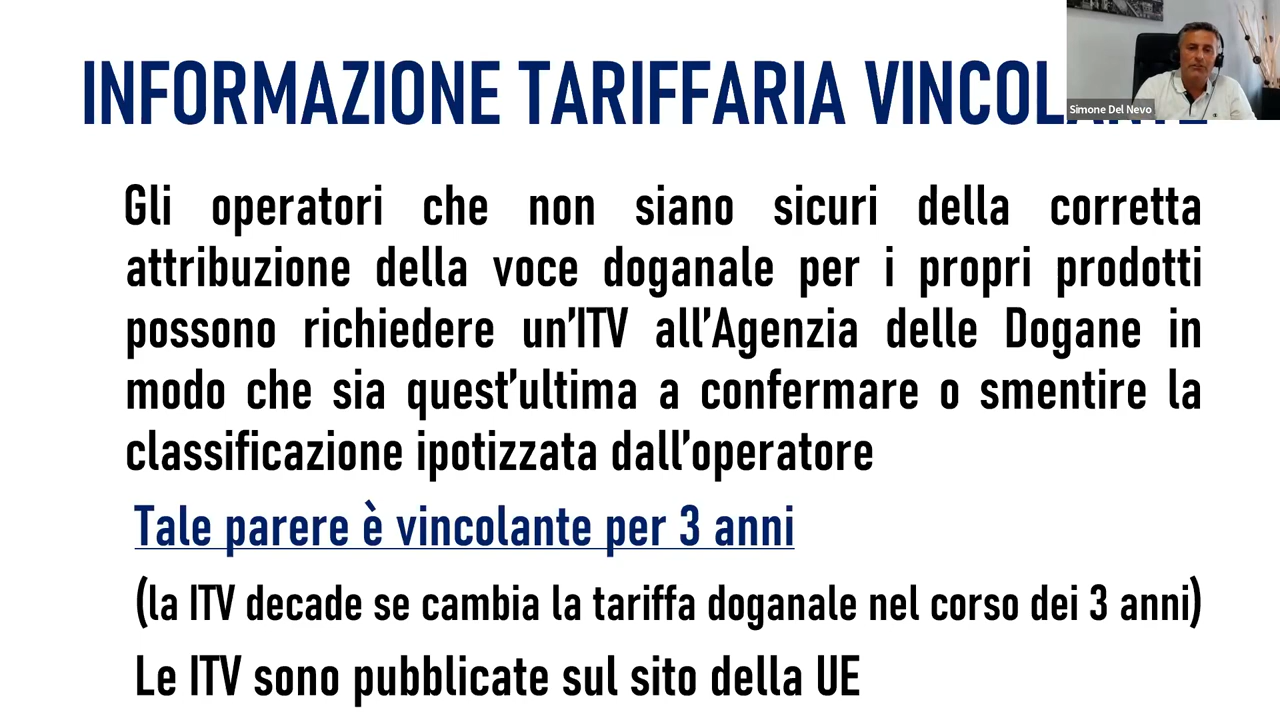 INFORMAZIONE TARIFFARIA
Simone Del Nevo
Gli operatori che non siano sicuri della corretta
attribuzione della voce doganale per i propri prodotti
possono richiedere un'ITV all'Agenzia delle Dogane in
modo che sia quest'ultima a confermare o smentire la
classificazione ipotizzata dall'operatore
Tale parere è vincolante per 3 anni
(la ITV decade se cambia la tariffa doganale nel corso dei 3 anni)
Le ITV sono pubblicate sul sito della UE